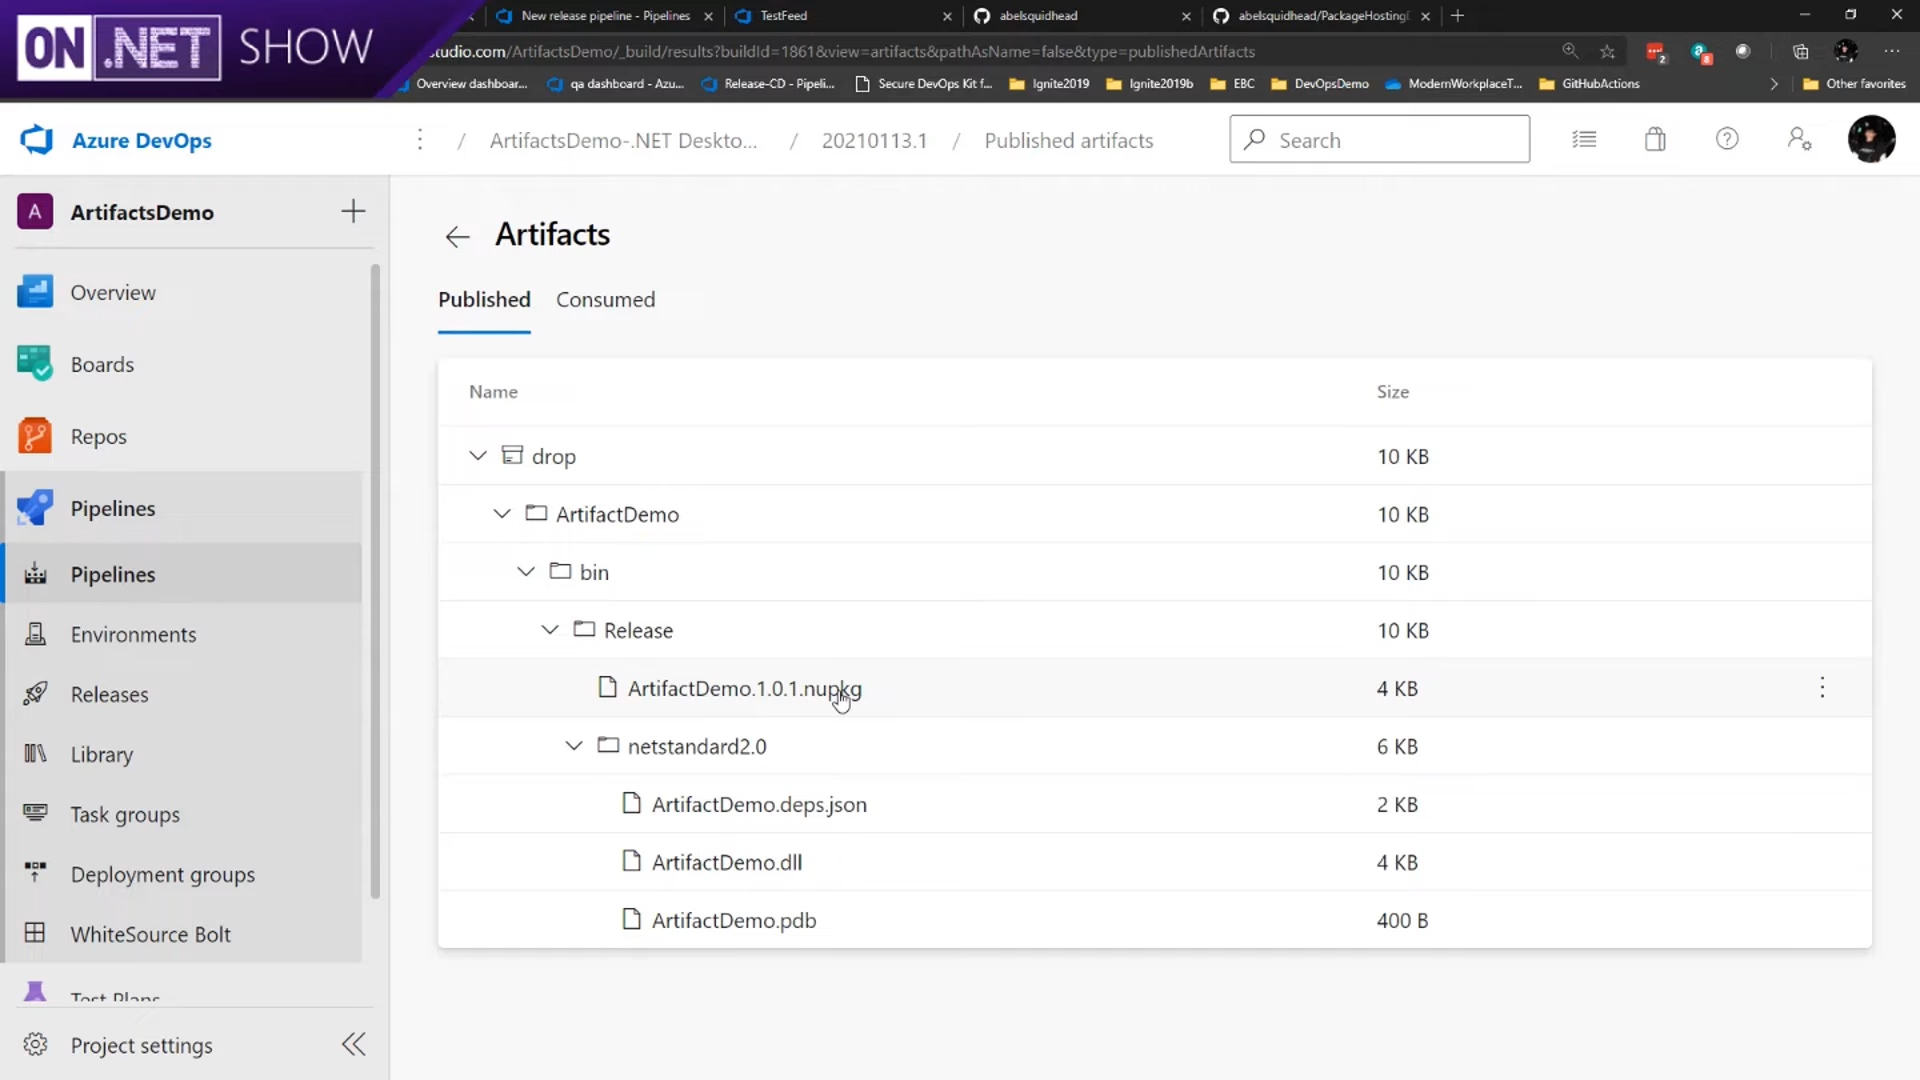 ON .NET SHOW
New release pipeline - Pipelines
TestFeed
abelsquidhead
abelsquidhead/PackageHosting
studio.com/ArtifactsDemo/_build/results?buildId=1861&view=artifacts&pathAsName=false&type=publishedArtifacts
2
8
Overview dashboar...
qa dashboard - Azu...
Release-CD - Pipeli...
Secure DevOps Kit f...
Ignite2019
Ignite2019b
EBC
DevOpsDemo
ModernWorkplaceT...
GitHubActions
Other favorites
Azure DevOps
/ ArtifactsDemo-.NET Deskto... / 20210113.1 / Published artifacts
Search
A ArtifactsDemo
Overview
Boards
Repos
Pipelines
Pipelines
Environments
Releases
Library
Task groups
Deployment groups
WhiteSource Bolt
Test Plans
Project settings
Artifacts
Published Consumed
Name Size
drop 10 KB
ArtifactDemo 10 KB
bin 10 KB
Release 10 KB
ArtifactDemo.1.0.1.nupkg 4 KB
netstandard2.0 6 KB
ArtifactDemo.deps.json 2 KB
ArtifactDemo.dll 4 KB
ArtifactDemo.pdb 400 B